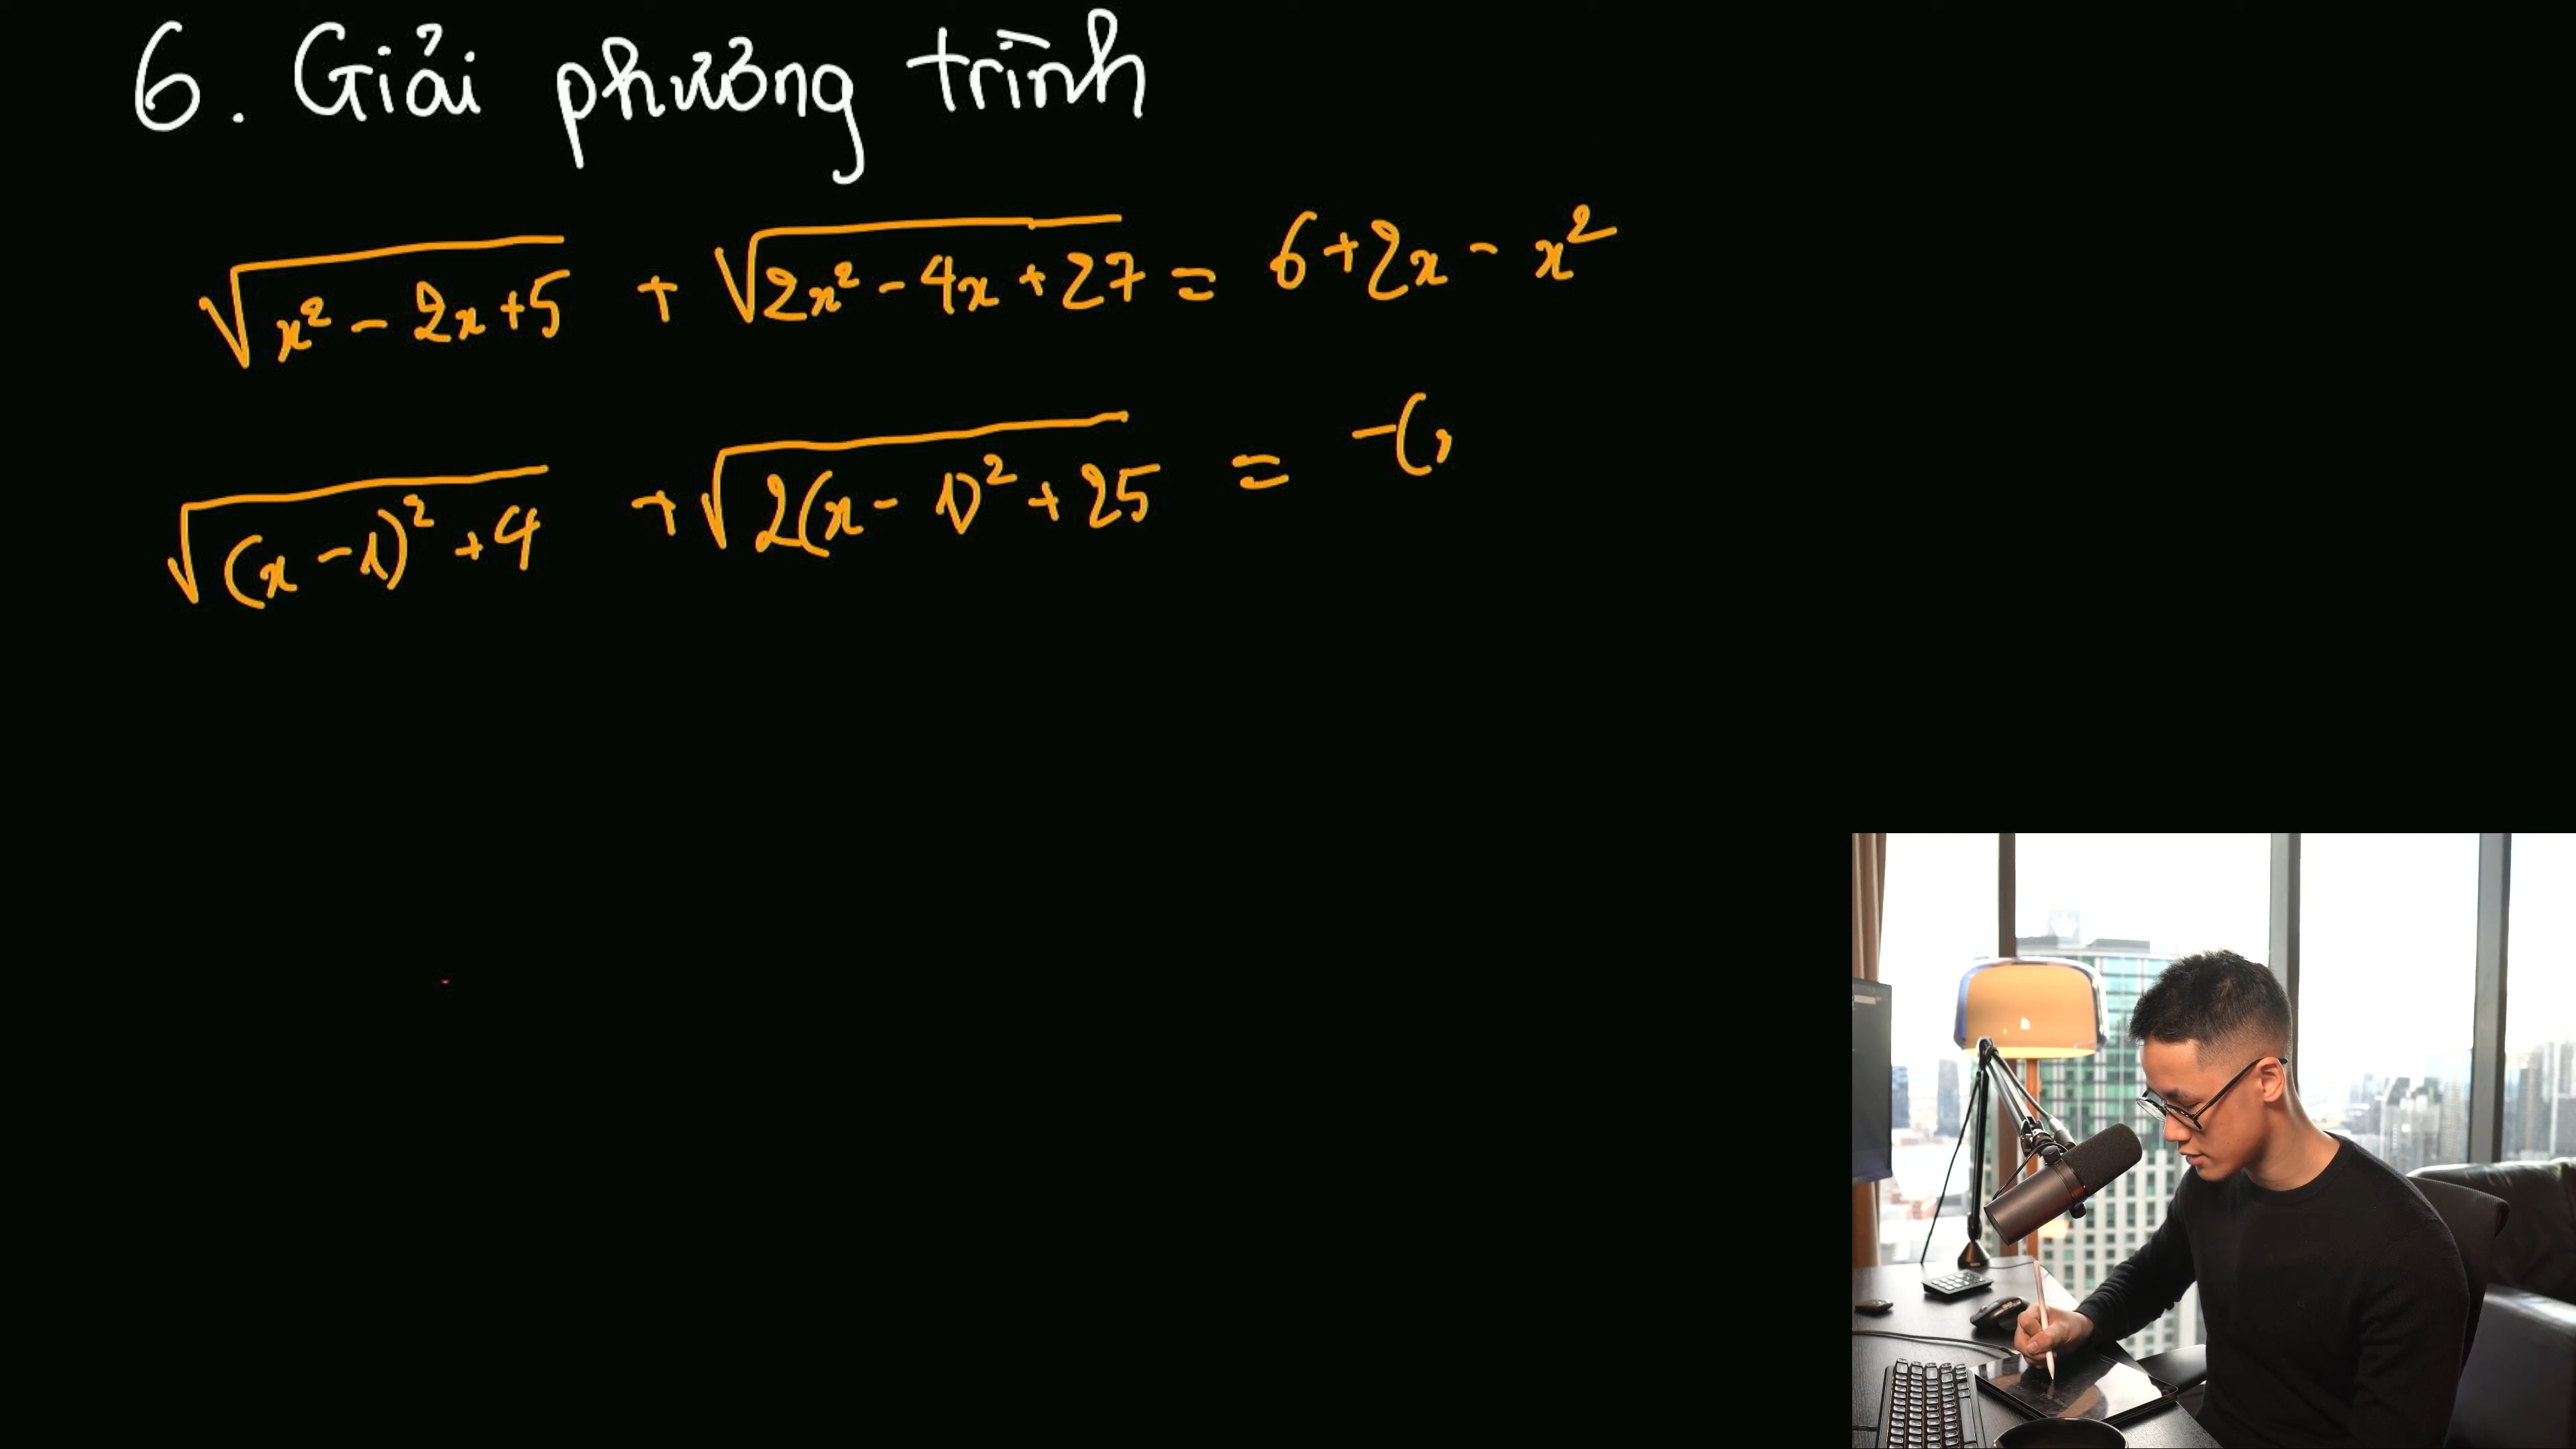 6. Giải phương trình
√(x² - 2x + 5) + √(2x² - 4x + 27) = 6 + 2x - x²
√((x - 1)² + 4) + √(2(x - 1)² + 25) = -(